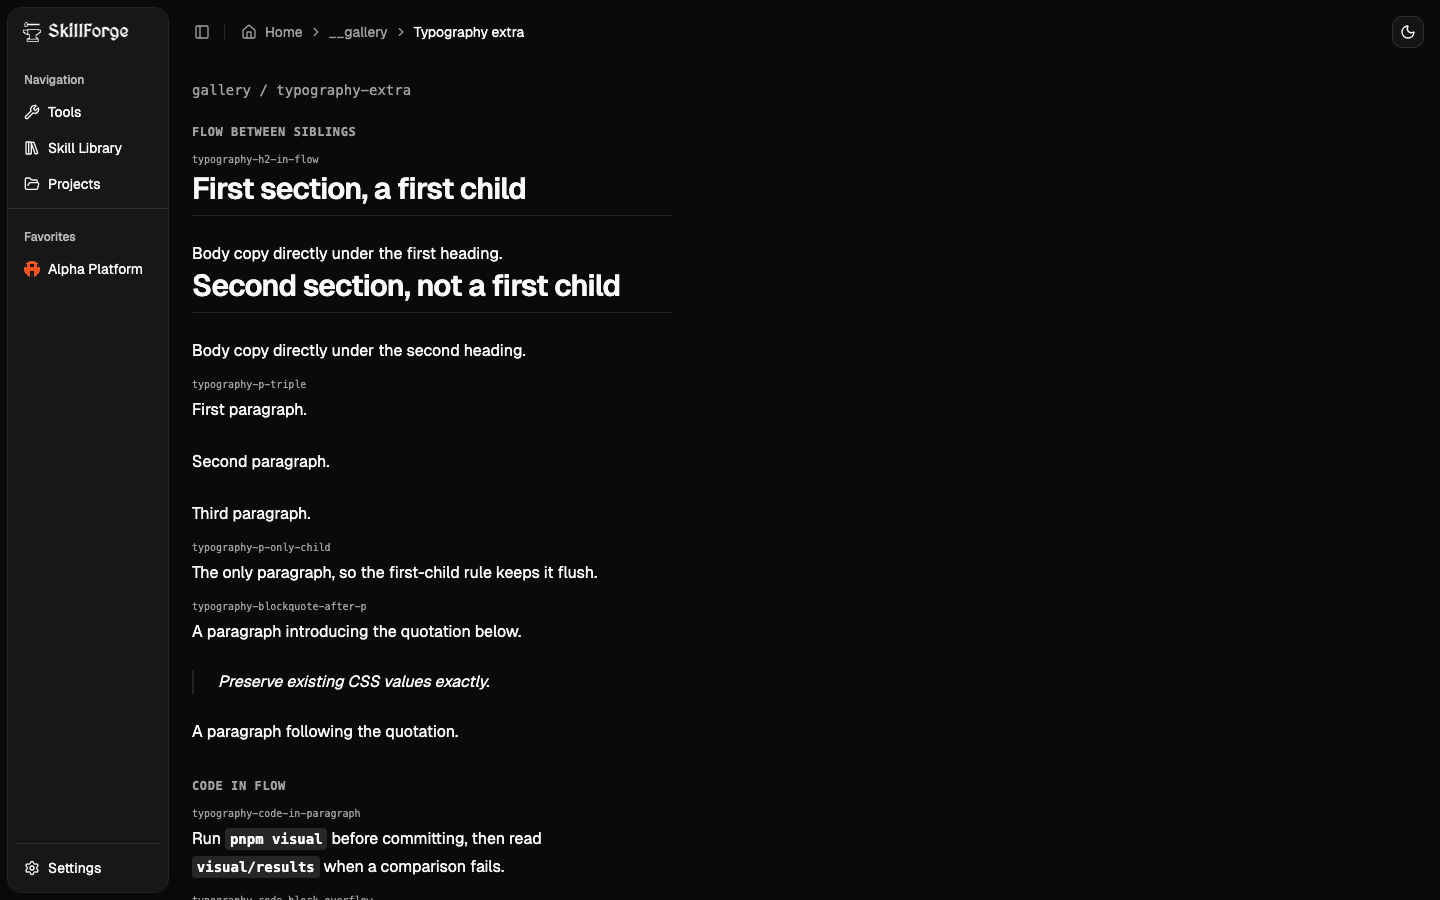 SkillForge
Home > __gallery > Typography extra
Navigation
Tools
Skill Library
Projects
Favorites
Alpha Platform
Settings
gallery / typography-extra
FLOW BETWEEN SIBLINGS
typography-h2-in-flow
First section, a first child
Body copy directly under the first heading.
Second section, not a first child
Body copy directly under the second heading.
typography-p-triple
First paragraph.
Second paragraph.
Third paragraph.
typography-p-only-child
The only paragraph, so the first-child rule keeps it flush.
typography-blockquote-after-p
A paragraph introducing the quotation below.
Preserve existing CSS values exactly.
A paragraph following the quotation.
CODE IN FLOW
typography-code-in-paragraph
Run pnpm visual before committing, then read
visual/results when a comparison fails.
typography-code-block-overflow